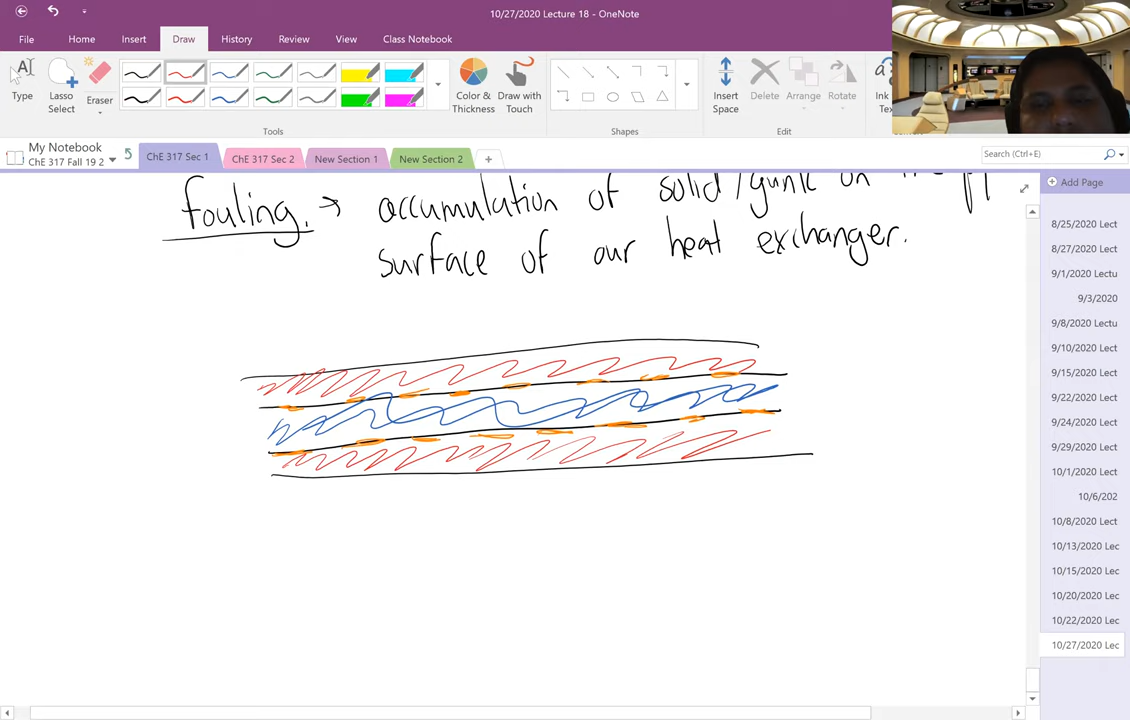 10/27/2020 Lecture 18 - OneNote
File Home Insert Draw History Review View Class Notebook
Type
Lasso Select
Eraser
Color & Thickness
Draw with Touch
Insert Space
Delete
Arrange
Rotate
Ink
Tex
Tools
Shapes
Edit
My Notebook
ChE 317 Fall 19 2
ChE 317 Sec 1
ChE 317 Sec 2
New Section 1
New Section 2
+
Search (Ctrl+E)
Add Page
fouling. → accumulation of solid/gunk on the
surface of our heat exchanger.
8/25/2020 Lect
8/27/2020 Lect
9/1/2020 Lectu
9/3/2020
9/8/2020 Lectu
9/10/2020 Lect
9/15/2020 Lect
9/22/2020 Lect
9/24/2020 Lect
9/29/2020 Lect
10/1/2020 Lect
10/6/202
10/8/2020 Lect
10/13/2020 Lec
10/15/2020 Lec
10/20/2020 Lec
10/22/2020 Lec
10/27/2020 Lec